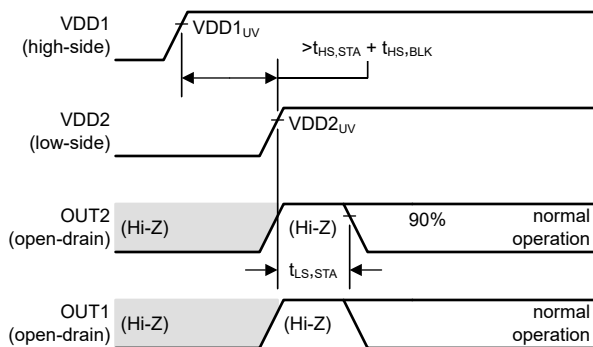 VDD1
(high-side)
VDD1UV
>tHS,STA + tHS,BLK
VDD2
(low-side)
VDD2UV
OUT2
(open-drain)
(Hi-Z)
(Hi-Z)
90%
normal
operation
tLS,STA
OUT1
(open-drain)
(Hi-Z)
(Hi-Z)
normal
operation